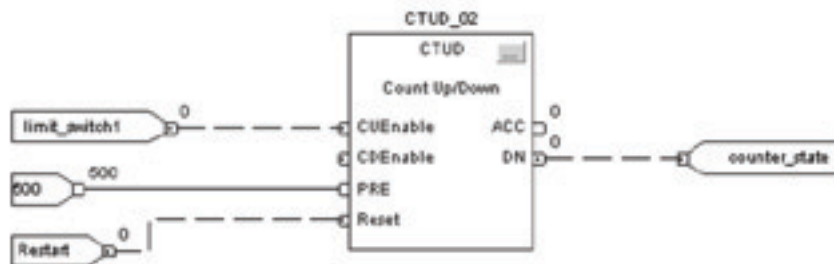 CTUD_02
CTUD
Count Up/Down
limit_switch1
0
CUEnable
ACC
0
CDEnable
DN
0
counter_state
500
500
PRE
Reset
Restart
0